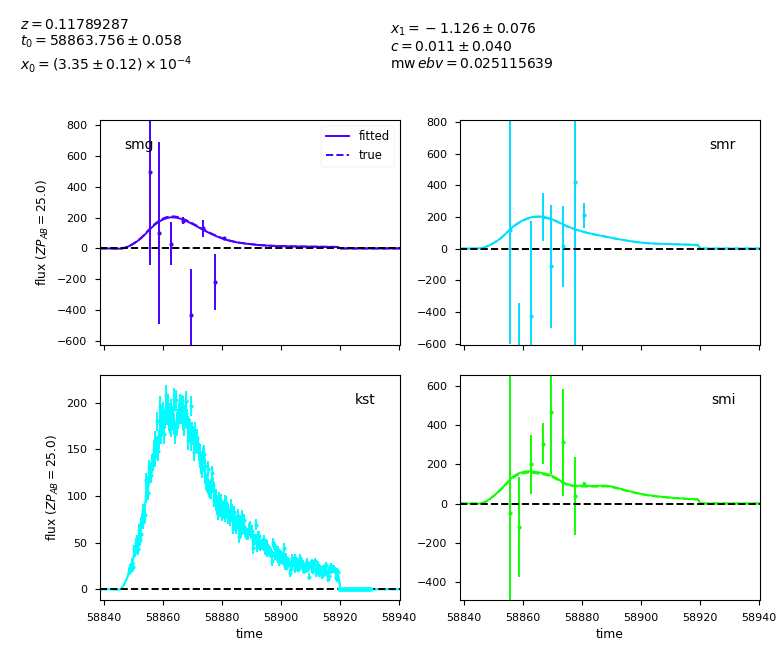 z = 0.11789287
t0 = 58863.756 ± 0.058
x0 = (3.35 ± 0.12) × 10^−4
x1 = −1.126 ± 0.076
c = 0.011 ± 0.040
mw ebv = 0.025115639
smg
fitted
true
800
600
400
200
0
−200
−400
−600
flux (ZP_AB = 25.0)
smr
800
600
400
200
0
−200
−400
−600
kst
200
150
100
50
0
flux (ZP_AB = 25.0)
58840 58860 58880 58900 58920 58940
time
smi
600
400
200
0
−200
−400
58840 58860 58880 58900 58920 58940
time